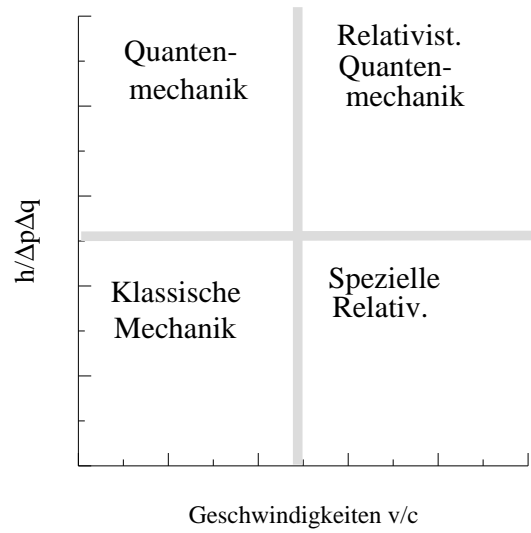 Quanten-
mechanik
Relativist.
Quanten-
mechanik
h/ΔpΔq
Klassische
Mechanik
Spezielle
Relativ.
Geschwindigkeiten v/c